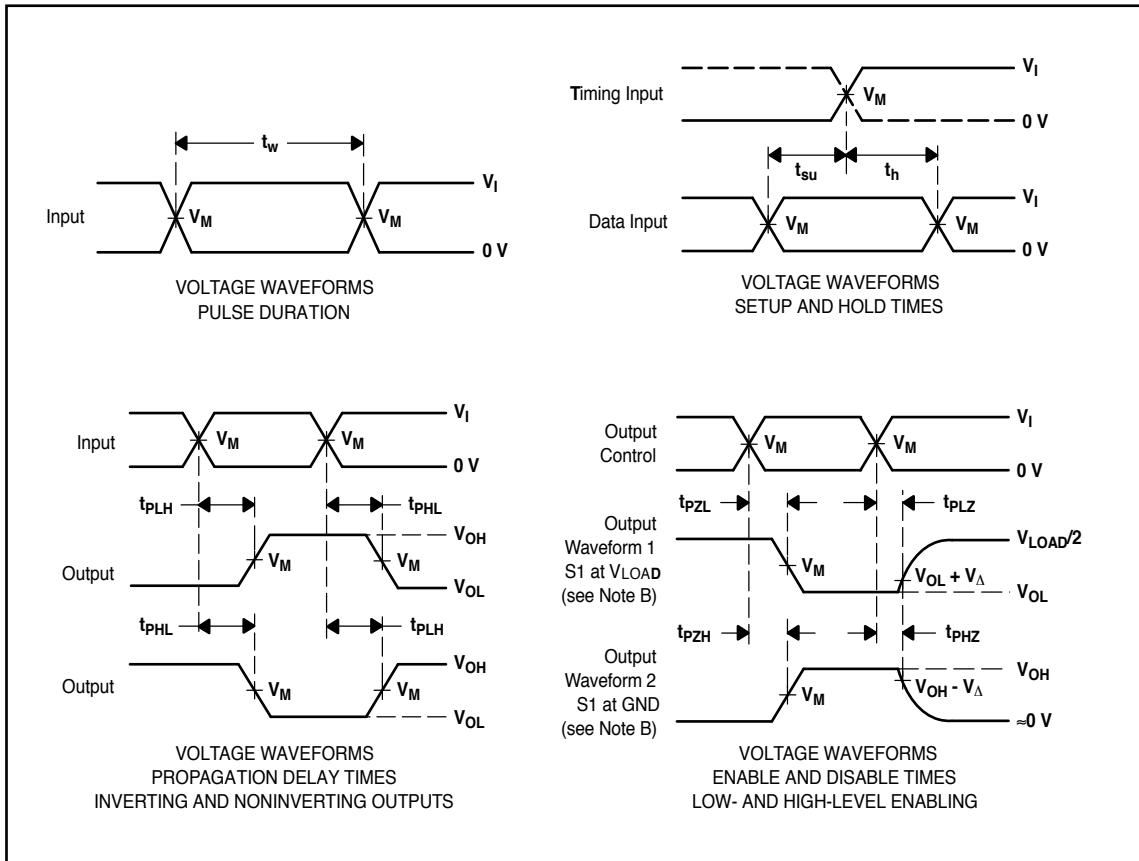 t_w
Input
V_M
V_M
V_I
0 V
VOLTAGE WAVEFORMS
PULSE DURATION
Timing Input
V_M
V_I
0 V
t_su
t_h
Data Input
V_M
V_M
V_I
0 V
VOLTAGE WAVEFORMS
SETUP AND HOLD TIMES
Input
V_M
V_M
V_I
0 V
t_PLH
t_PHL
Output
V_M
V_M
V_OH
V_OL
t_PHL
t_PLH
Output
V_M
V_M
V_OH
V_OL
VOLTAGE WAVEFORMS
PROPAGATION DELAY TIMES
INVERTING AND NONINVERTING OUTPUTS
Output
Control
V_M
V_M
V_I
0 V
t_PZL
t_PLZ
Output
Waveform 1
S1 at V_LOAD
(see Note B)
V_M
V_LOAD/2
V_OL + V_Δ
V_OL
t_PZH
t_PHZ
Output
Waveform 2
S1 at GND
(see Note B)
V_M
V_OH
V_OH - V_Δ
≈0 V
VOLTAGE WAVEFORMS
ENABLE AND DISABLE TIMES
LOW- AND HIGH-LEVEL ENABLING